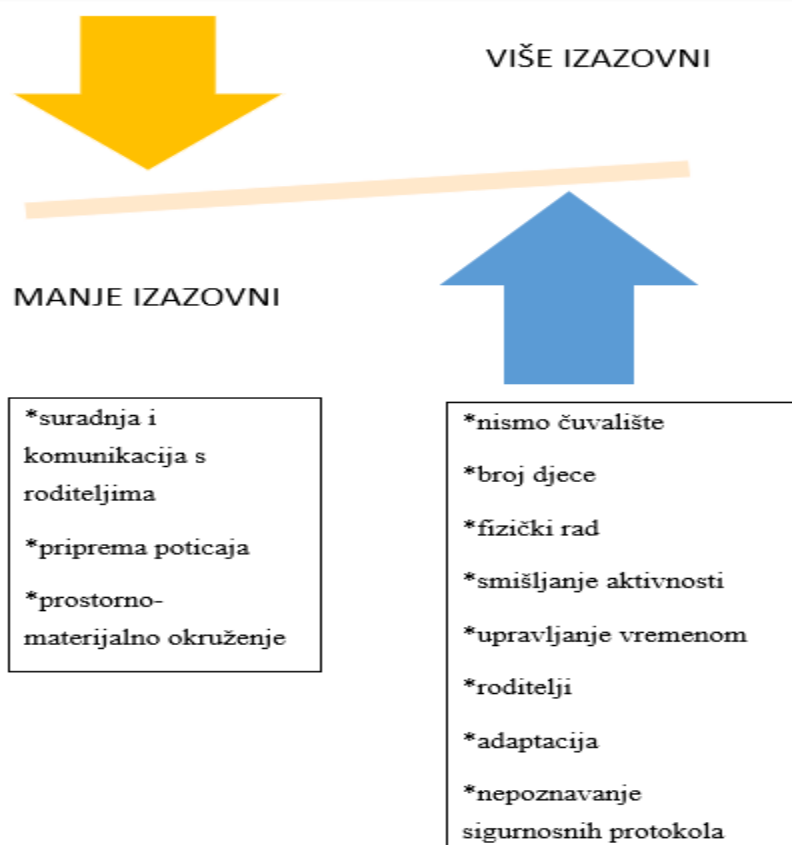 VIŠE IZAZOVNI
MANJE IZAZOVNI
*suradnja i
komunikacija s
roditeljima
*priprema poticaja
*prostorno-
materijalno okruženje
*nismo čuvalište
*broj djece
*fizički rad
*smišljanje aktivnosti
*upravljanje vremenom
*roditelji
*adaptacija
*nepoznavanje
sigurnosnih protokola